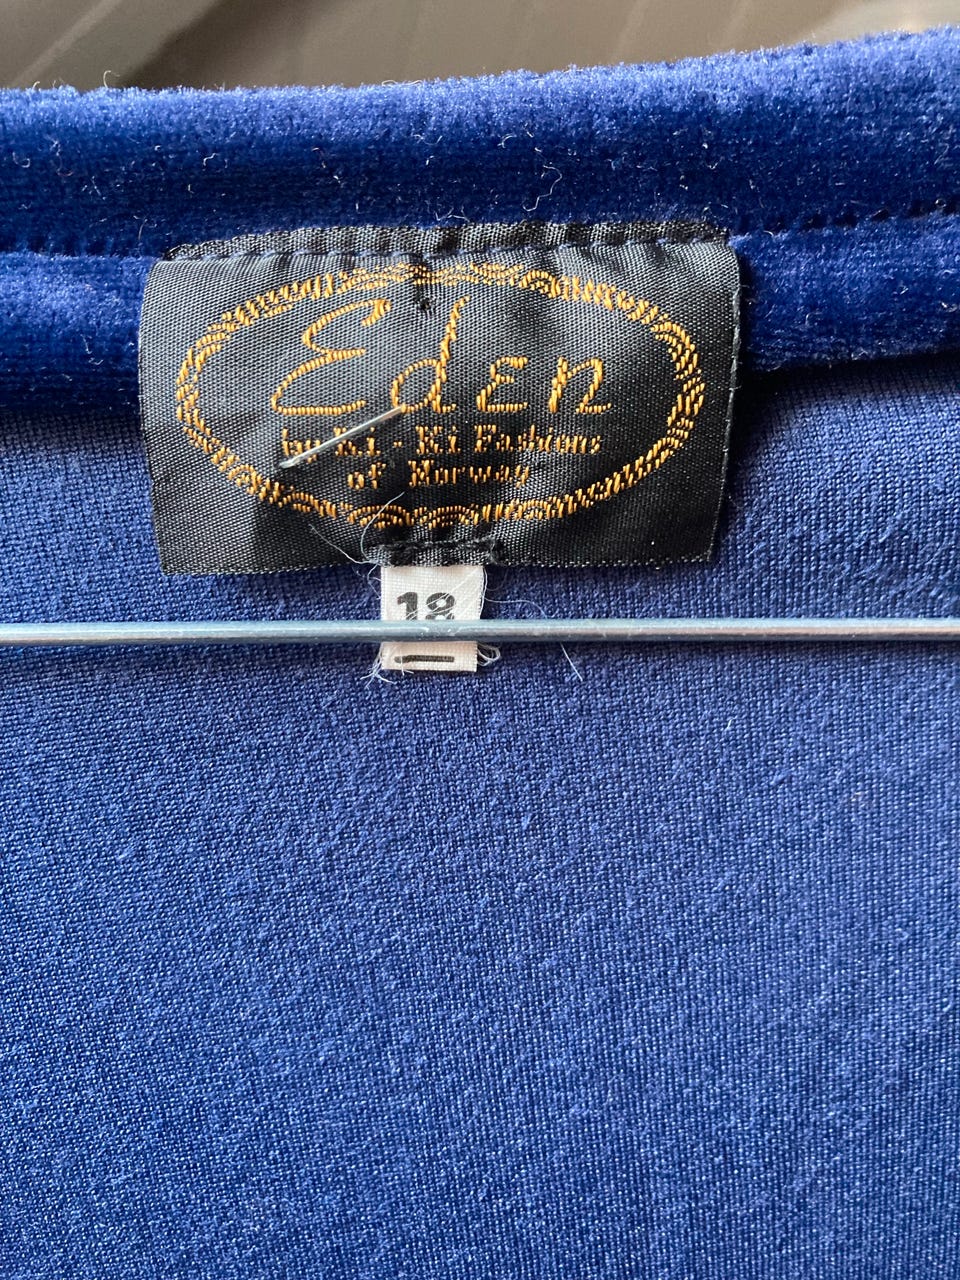 Eden
by Ki - Ki Fashions
of Norway
18